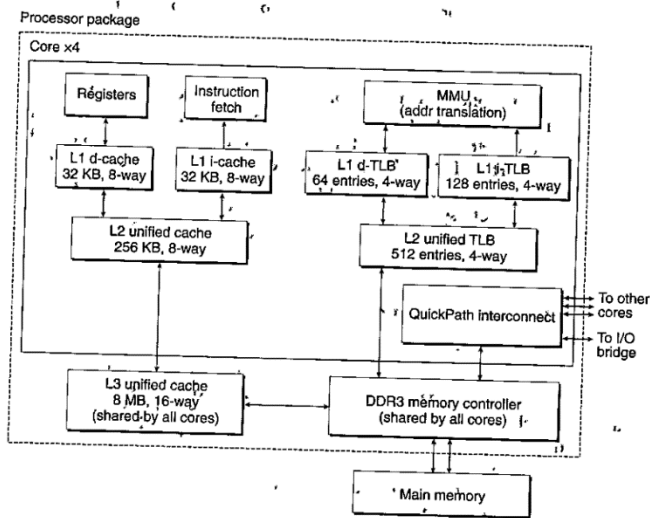 Processor package
Core x4
Registers
Instruction
fetch
MMU
(addr translation)
L1 d-cache
32 KB, 8-way
L1 i-cache
32 KB, 8-way
L1 d-TLB
64 entries, 4-way
L1 i-TLB
128 entries, 4-way
L2 unified cache
256 KB, 8-way
L2 unified TLB
512 entries, 4-way
QuickPath interconnect
To other
cores
To I/O
bridge
L3 unified cache
8 MB, 16-way
(shared by all cores)
DDR3 memory controller
(shared by all cores)
Main memory